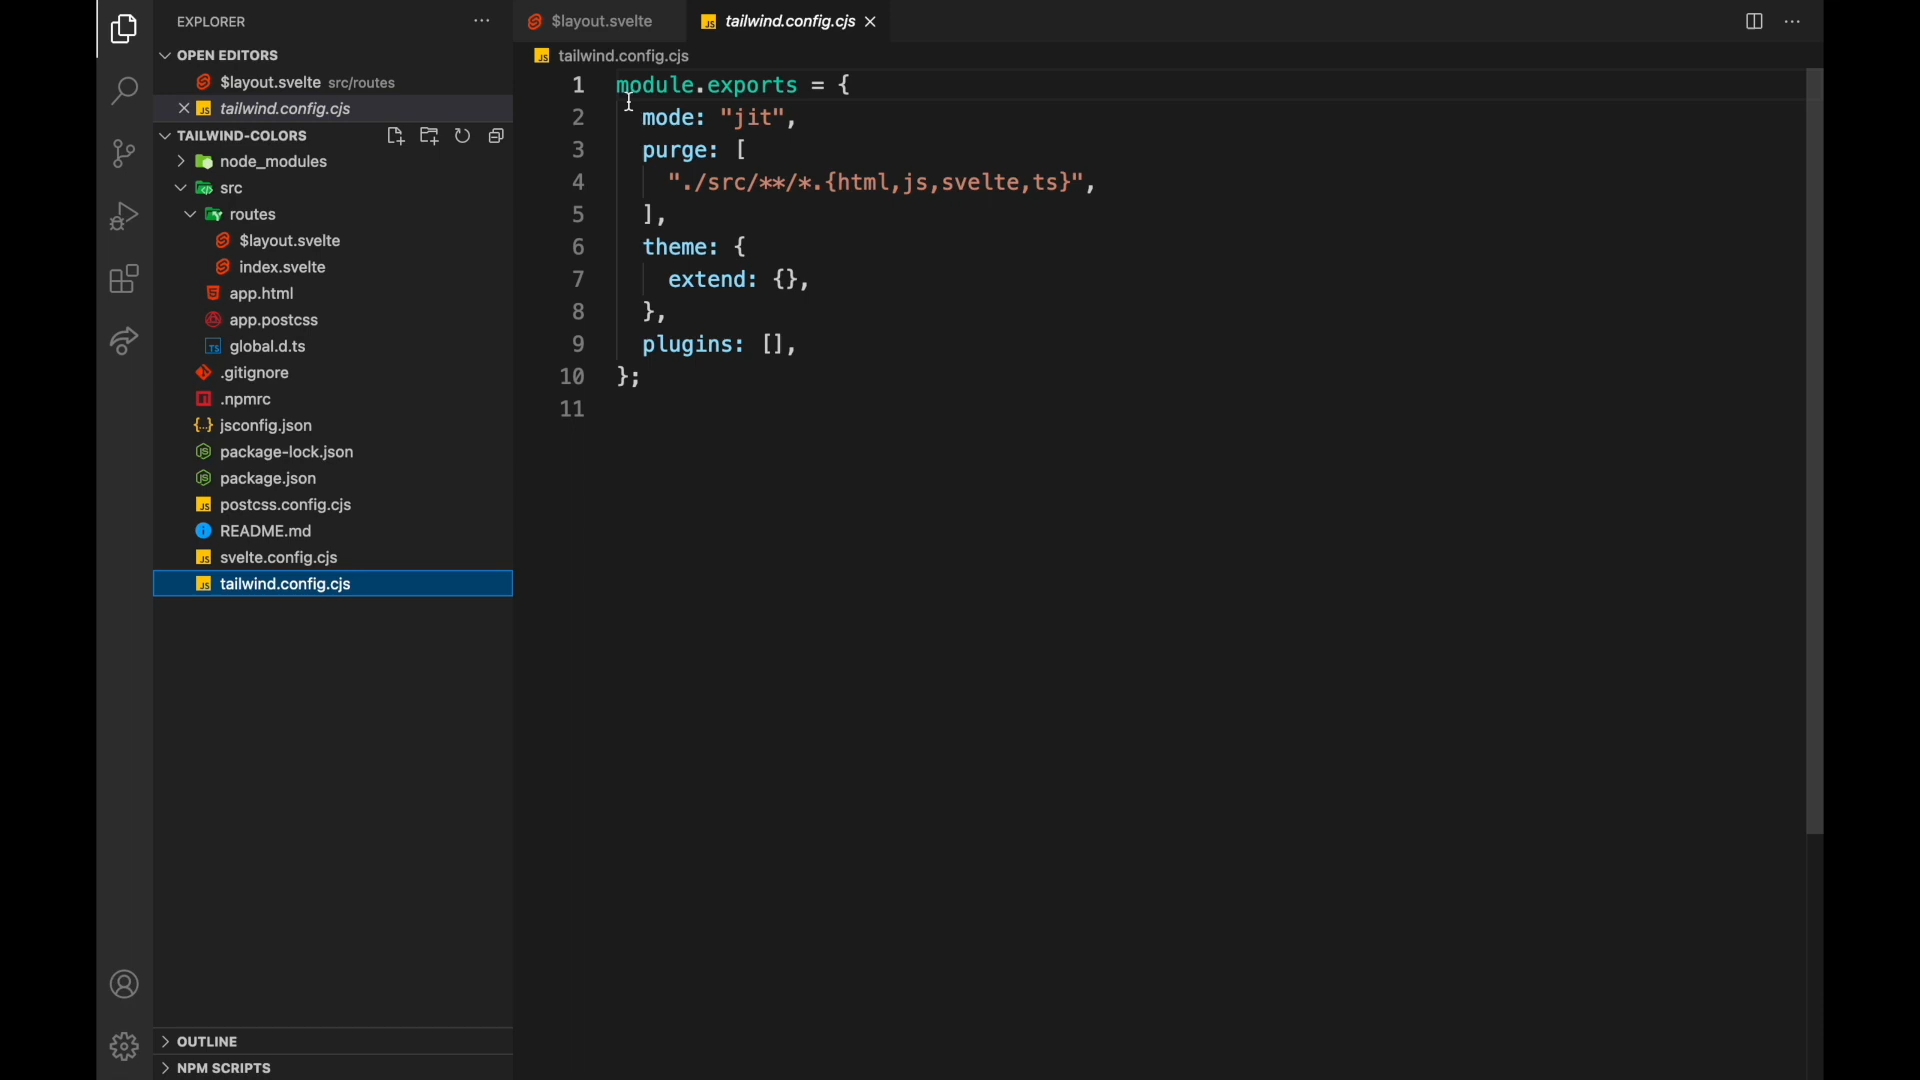 EXPLORER
OPEN EDITORS
$layout.svelte src/routes
tailwind.config.cjs
TAILWIND-COLORS
node_modules
src
routes
$layout.svelte
index.svelte
app.html
app.postcss
global.d.ts
.gitignore
.npmrc
jsconfig.json
package-lock.json
package.json
postcss.config.cjs
README.md
svelte.config.cjs
tailwind.config.cjs
OUTLINE
NPM SCRIPTS
$layout.svelte tailwind.config.cjs
tailwind.config.cjs
1 module.exports = {
2 mode: "jit",
3 purge: [
4 "./src/**/*.{html,js,svelte,ts}",
5 ],
6 theme: {
7 extend: {},
8 },
9 plugins: [],
10 };
11